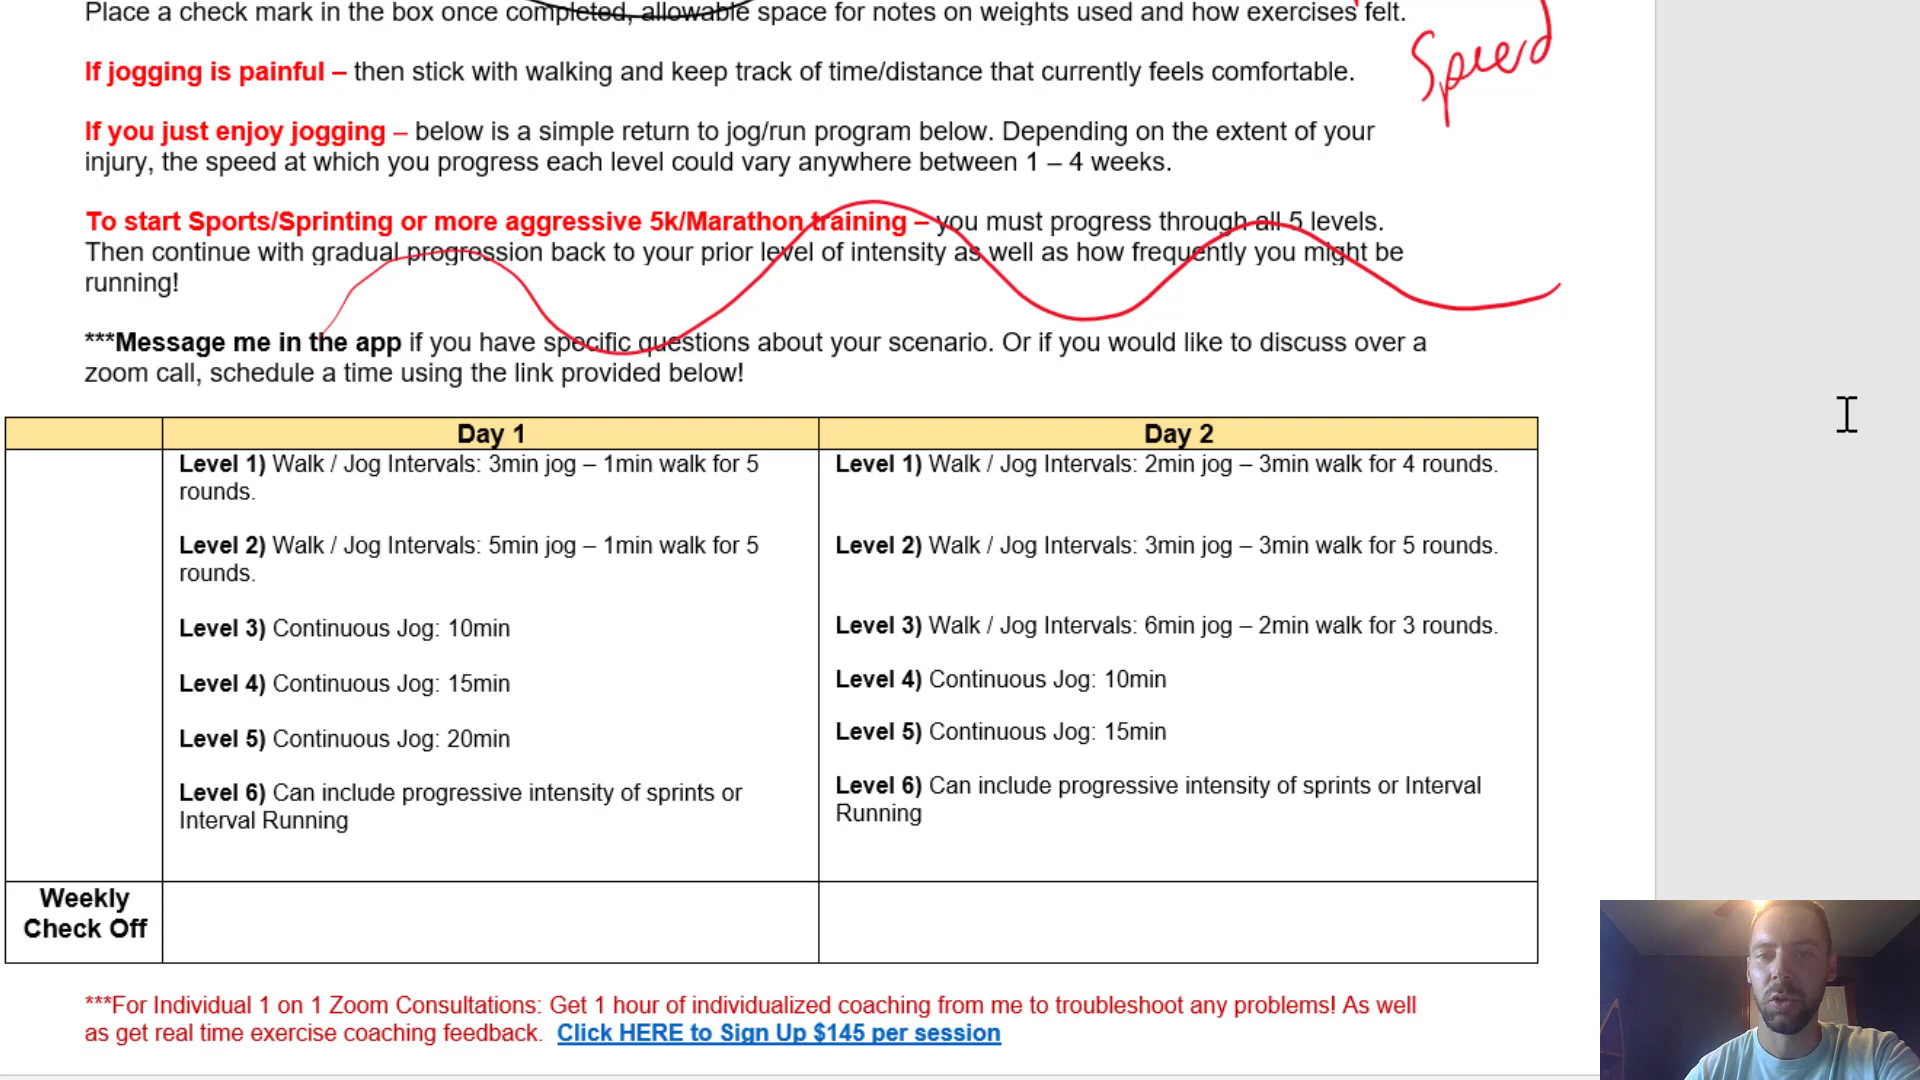 Place a check mark in the box once completed, allowable space for notes on weights used and how exercises felt.
Speed
If jogging is painful – then stick with walking and keep track of time/distance that currently feels comfortable.
If you just enjoy jogging – below is a simple return to jog/run program below. Depending on the extent of your
injury, the speed at which you progress each level could vary anywhere between 1 – 4 weeks.
To start Sports/Sprinting or more aggressive 5k/Marathon training – you must progress through all 5 levels.
Then continue with gradual progression back to your prior level of intensity as well as how frequently you might be
running!
***Message me in the app if you have specific questions about your scenario. Or if you would like to discuss over a
zoom call, schedule a time using the link provided below!
Day 1
Level 1) Walk / Jog Intervals: 3min jog – 1min walk for 5
rounds.
Level 2) Walk / Jog Intervals: 5min jog – 1min walk for 5
rounds.
Level 3) Continuous Jog: 10min
Level 4) Continuous Jog: 15min
Level 5) Continuous Jog: 20min
Level 6) Can include progressive intensity of sprints or
Interval Running
Day 2
Level 1) Walk / Jog Intervals: 2min jog – 3min walk for 4 rounds.
Level 2) Walk / Jog Intervals: 3min jog – 3min walk for 5 rounds.
Level 3) Walk / Jog Intervals: 6min jog – 2min walk for 3 rounds.
Level 4) Continuous Jog: 10min
Level 5) Continuous Jog: 15min
Level 6) Can include progressive intensity of sprints or Interval
Running
Weekly
Check Off
***For Individual 1 on 1 Zoom Consultations: Get 1 hour of individualized coaching from me to troubleshoot any problems! As well
as get real time exercise coaching feedback. Click HERE to Sign Up $145 per session